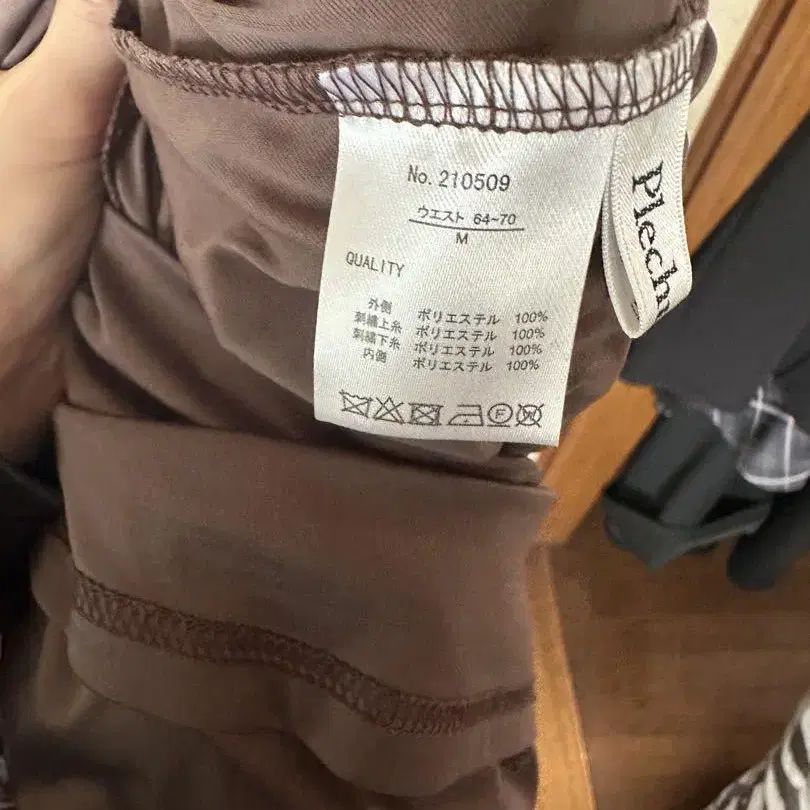 No. 210509
ウエスト 64~70
M
QUALITY
外側 ポリエステル 100%
刺繍上糸 ポリエステル 100%
刺繍下糸 ポリエステル 100%
内側 ポリエステル 100%
F